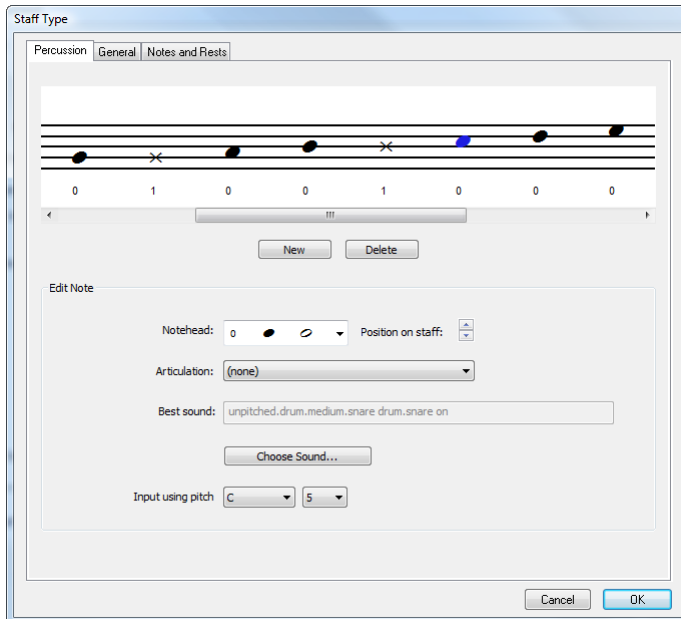 Staff Type
Percussion General Notes and Rests
0 1 0 0 1 0 0 0
New Delete
Edit Note
Notehead: 0 Position on staff:
Articulation: (none)
Best sound: unpitched.drum.medium.snare drum.snare on
Choose Sound...
Input using pitch C 5
Cancel OK